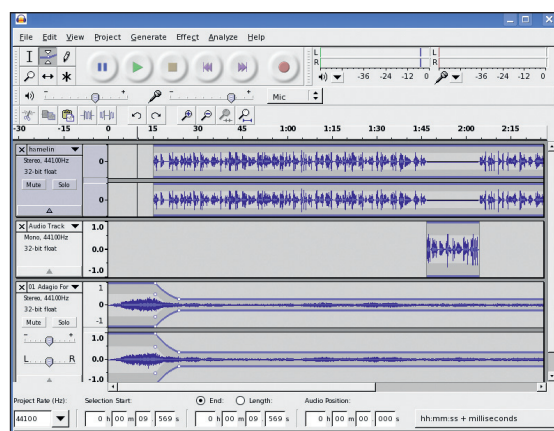 File Edit View Project Generate Effect Analyze Help
L
R
-36 -24 -12 0
L
R
-36 -24 -12 0
- +
- +
Mic
-30 -15 0 15 30 45 1:00 1:15 1:30 1:45 2:00 2:15
homelin
Stereo, 44100Hz
32-bit float
Mute Solo
0
0
Audio Track
Mono, 44100Hz
32-bit float
1.0
0.0
-1.0
01 Adagio For
Stereo, 44100Hz
32-bit float
Mute Solo
- +
L R
1
0
-1
1.0
0.0
-1.0
Project Rate (Hz): Selection Start: End: Length: Audio Position:
44100 0 h 00 m 09 . 569 s 0 h 00 m 09 . 569 s 0 h 00 m 00 . 000 s hh:mm:ss + milliseconds